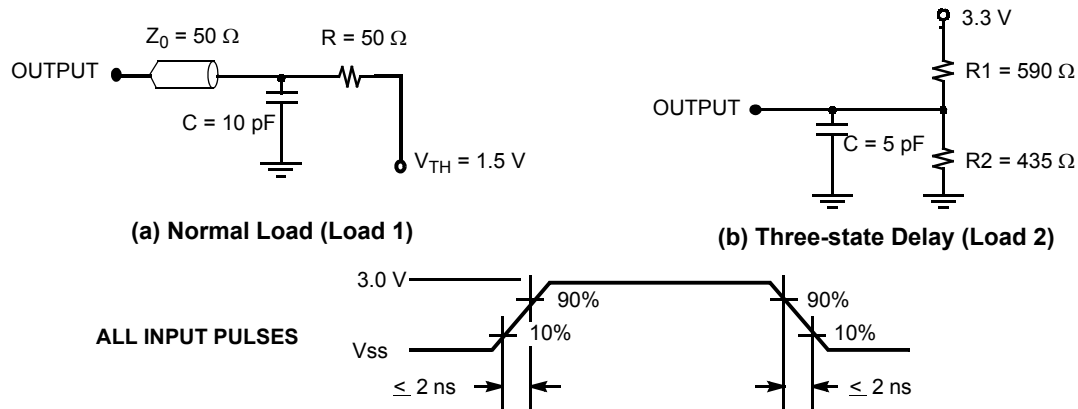 Z0 = 50 Ω
R = 50 Ω
OUTPUT
C = 10 pF
VTH = 1.5 V
(a) Normal Load (Load 1)
3.3 V
R1 = 590 Ω
OUTPUT
C = 5 pF
R2 = 435 Ω
(b) Three-state Delay (Load 2)
3.0 V
90%
10%
90%
10%
ALL INPUT PULSES
Vss
≤ 2 ns
≤ 2 ns